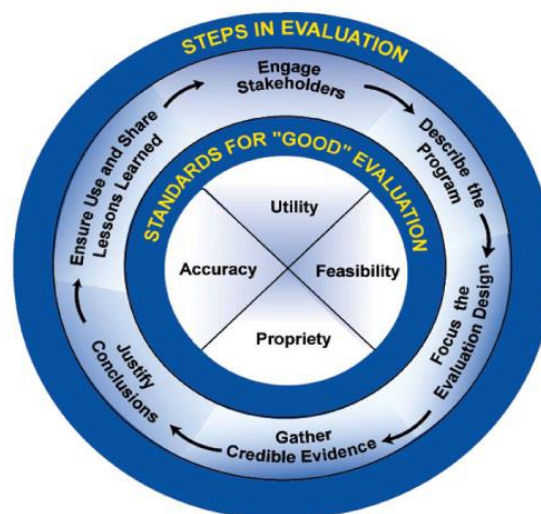 STEPS IN EVALUATION
Engage
Stakeholders
Describe the
Program
Focus the
Evaluation Design
Gather
Credible Evidence
Justify
Conclusions
Ensure Use and Share
Lessons Learned
STANDARDS FOR "GOOD" EVALUATION
Utility
Feasibility
Propriety
Accuracy